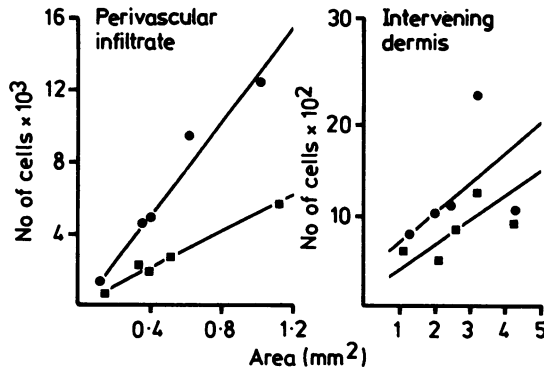 Perivascular
infiltrate
No of cells × 10³
16
12
8
4
0·4
0·8
1·2
Intervening
dermis
No of cells × 10²
30
20
10
1
2
3
4
5
Area (mm²)